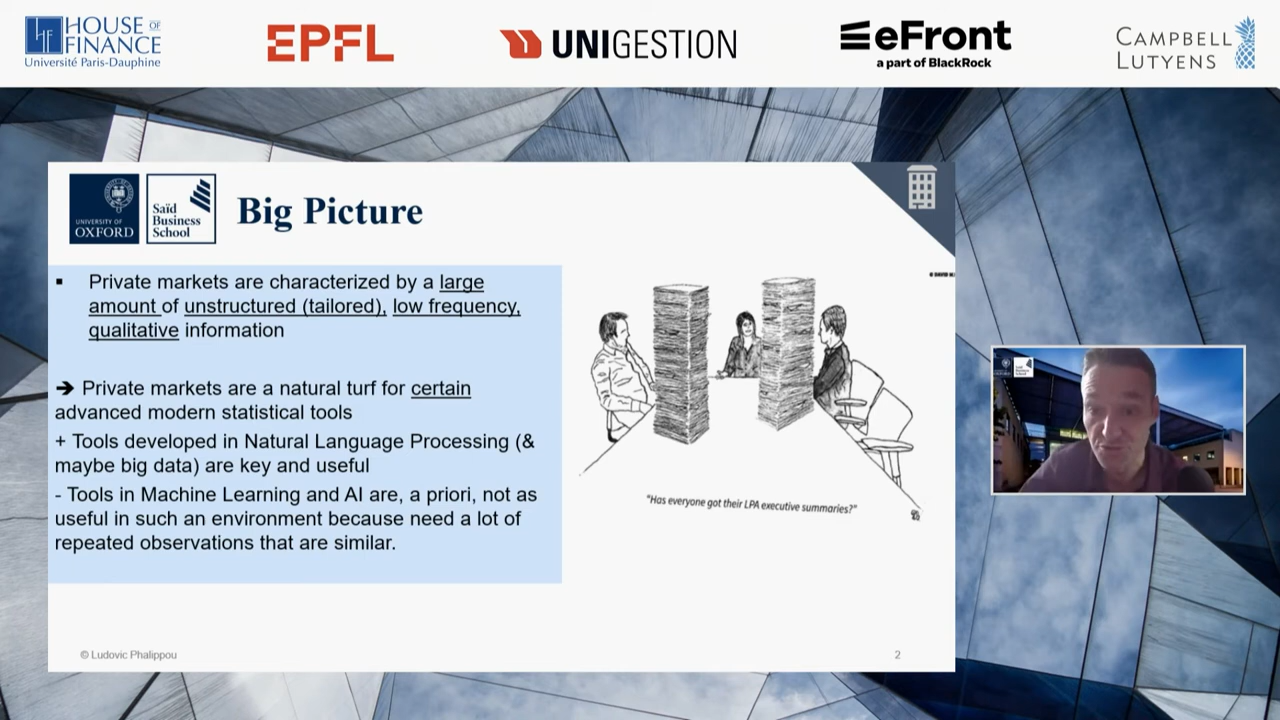 HOUSE OF
FINANCE
Université Paris-Dauphine
EPFL
UNIGESTION
eFront
a part of BlackRock
CAMPBELL
LUTYENS
UNIVERSITY OF
OXFORD
Saïd
Business
School
Big Picture
▪ Private markets are characterized by a large
amount of unstructured (tailored), low frequency,
qualitative information
➔ Private markets are a natural turf for certain
advanced modern statistical tools
+ Tools developed in Natural Language Processing (&
maybe big data) are key and useful
- Tools in Machine Learning and AI are, a priori, not as
useful in such an environment because need a lot of
repeated observations that are similar.
"Has everyone got their LPA executive summaries?"
© Ludovic Phalippou
2